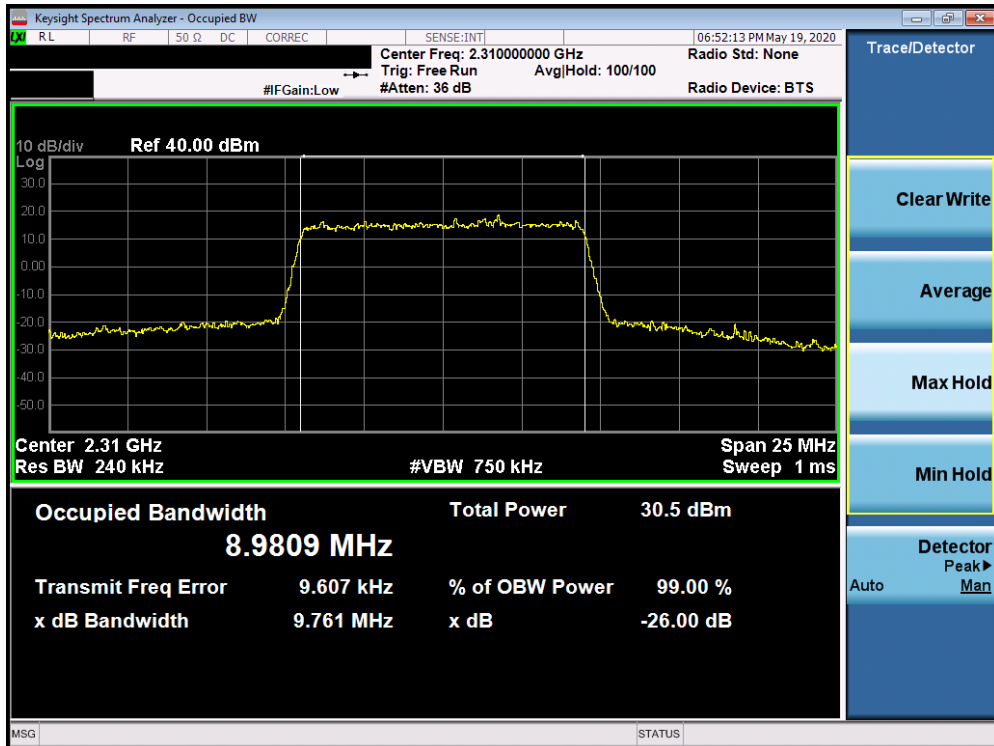 Keysight Spectrum Analyzer - Occupied BW
LXI RL RF 50 Ω DC CORREC SENSE:INT 06:52:13 PM May 19, 2020
Center Freq: 2.310000000 GHz Radio Std: None
Trig: Free Run Avg|Hold: 100/100
#IFGain:Low #Atten: 36 dB Radio Device: BTS
Trace/Detector
10 dB/div Ref 40.00 dBm
Log
30.0
20.0
10.0
0.00
-10.0
-20.0
-30.0
-40.0
-50.0
Center 2.31 GHz Span 25 MHz
Res BW 240 kHz #VBW 750 kHz Sweep 1 ms
Occupied Bandwidth Total Power 30.5 dBm
8.9809 MHz
Transmit Freq Error 9.607 kHz % of OBW Power 99.00 %
x dB Bandwidth 9.761 MHz x dB -26.00 dB
Clear Write
Average
Max Hold
Min Hold
Detector
Peak▶
Auto Man
MSG STATUS